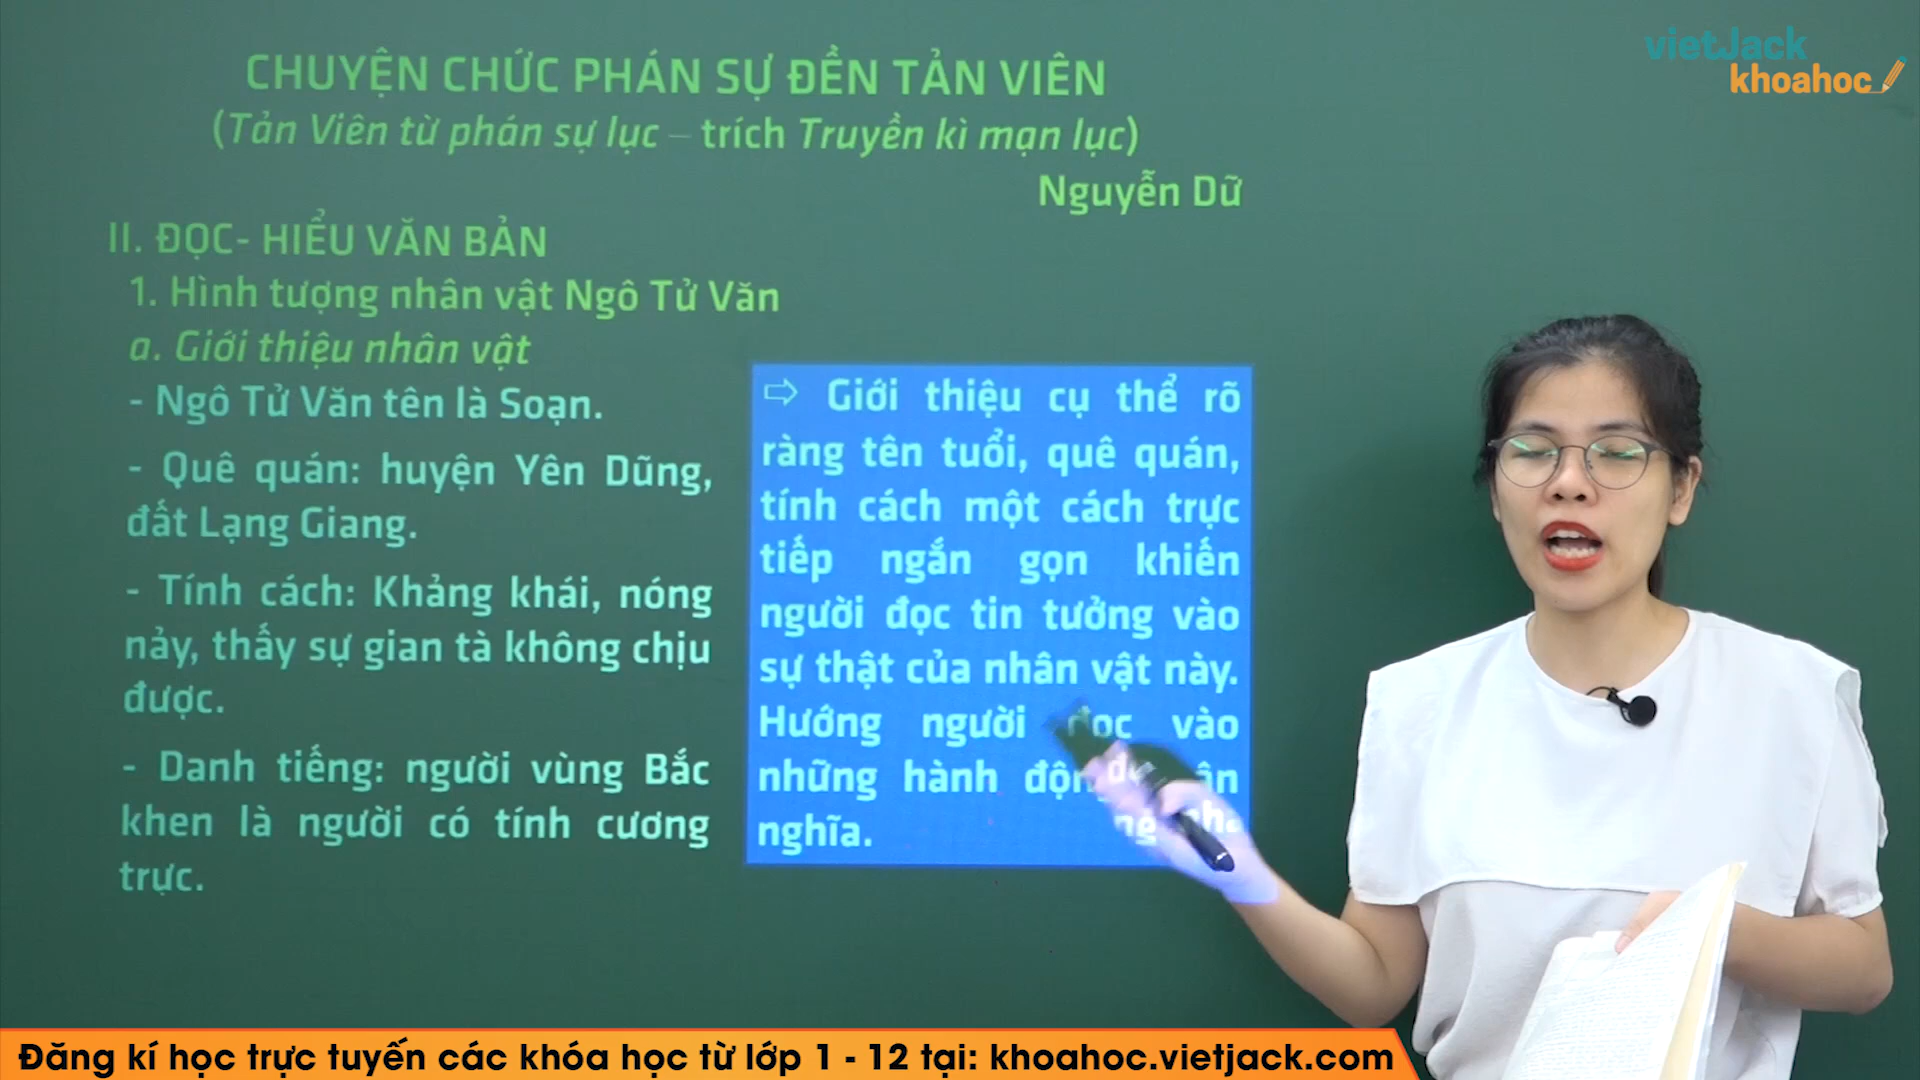 vietJack
khoahoc
CHUYỆN CHỨC PHÁN SỰ ĐỀN TẢN VIÊN
(Tản Viên từ phán sự lục – trích Truyền kì mạn lục)
Nguyễn Dữ
II. ĐỌC- HIỂU VĂN BẢN
1. Hình tượng nhân vật Ngô Tử Văn
a. Giới thiệu nhân vật
- Ngô Tử Văn tên là Soạn.
- Quê quán: huyện Yên Dũng,
đất Lạng Giang.
- Tính cách: Khảng khái, nóng
nảy, thấy sự gian tà không chịu
được.
- Danh tiếng: người vùng Bắc
khen là người có tính cương
trực.
⇨ Giới thiệu cụ thể rõ
ràng tên tuổi, quê quán,
tính cách một cách trực
tiếp ngắn gọn khiến
người đọc tin tưởng vào
sự thật của nhân vật này.
Hướng người đọc vào
những hành động
nghĩa.
Đăng kí học trực tuyến các khóa học từ lớp 1 - 12 tại: khoahoc.vietjack.com